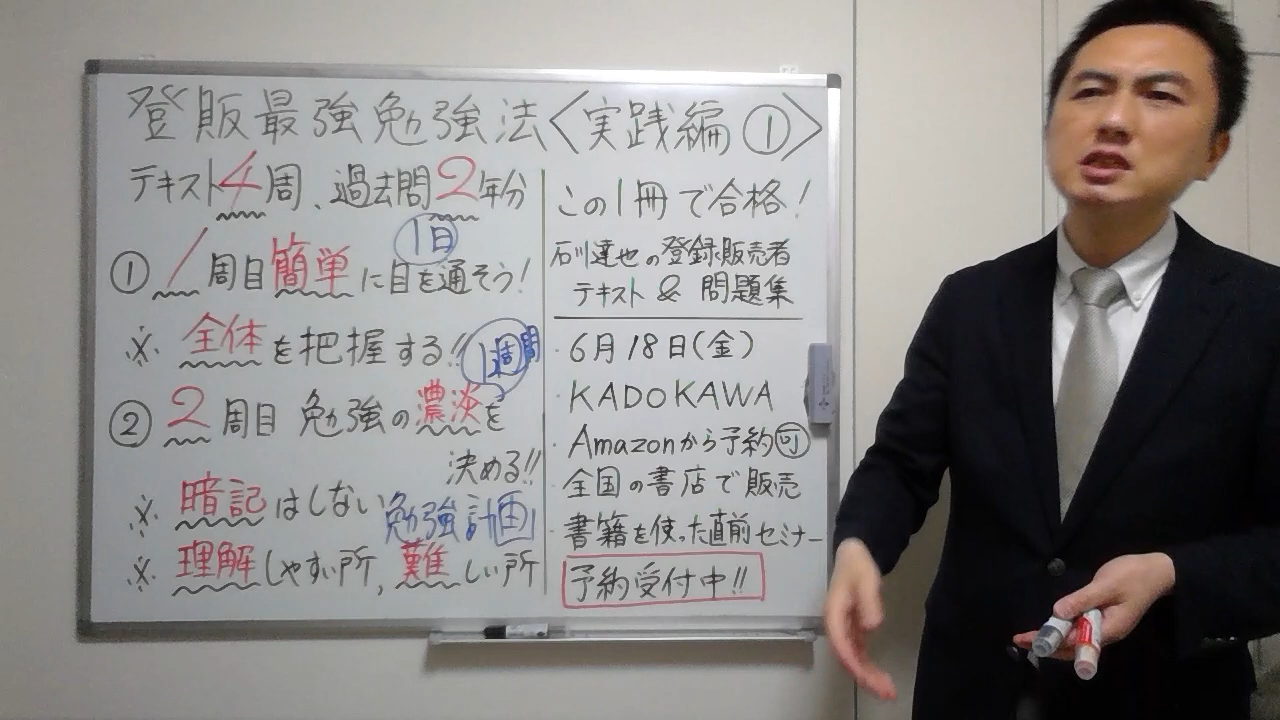 登販最強勉強法〈実践編①〉
テキスト4周、過去問2年分
① 1周目簡単に目を通そう!
1日
※ 全体を把握する!!
1週間
② 2周目 勉強の濃淡を
決める!!
※ 暗記はしない
勉強計画
※ 理解しやすい所、難しい所
この1冊で合格!
石川達也の登録販売者
テキスト & 問題集
・6月18日(金)
・KADOKAWA
・Amazonから予約可
・全国の書店で販売
・書籍を使った直前セミナー
予約受付中!!